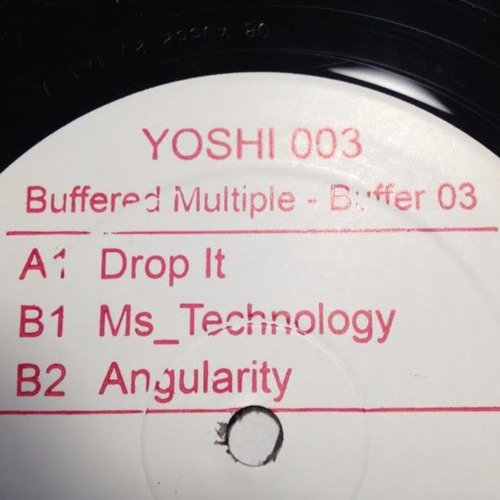 YOSHI 003
Buffered Multiple - Buffer 03
A1 Drop It
B1 Ms_Technology
B2 Angularity